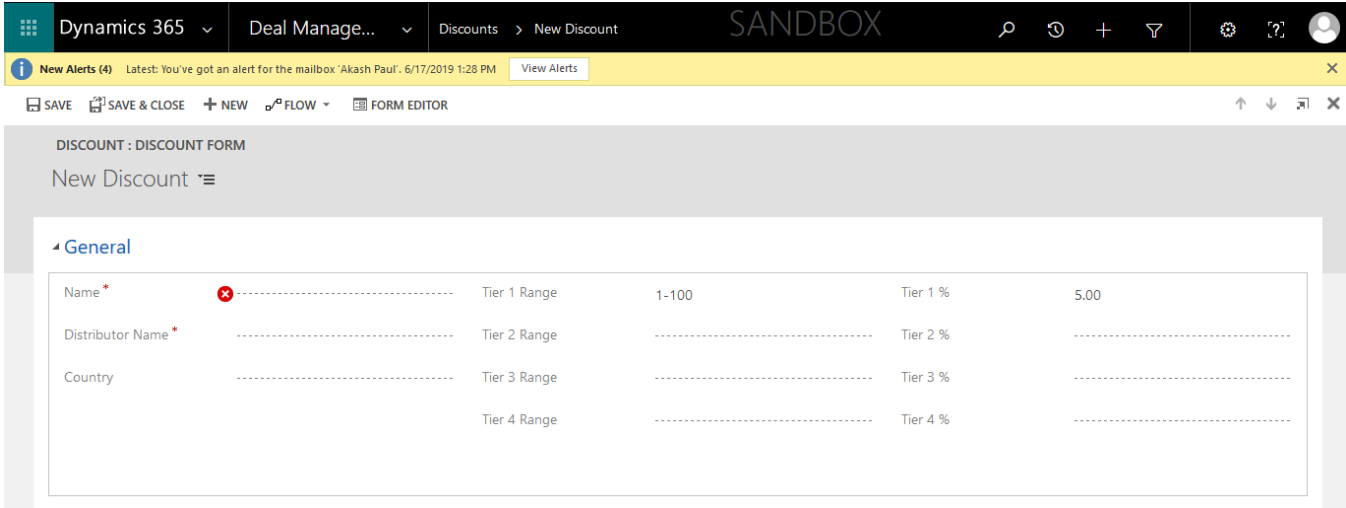 Dynamics 365 Deal Manage... Discounts > New Discount SANDBOX
New Alerts (4) Latest: You've got an alert for the mailbox 'Akash Paul'. 6/17/2019 1:28 PM View Alerts
SAVE SAVE & CLOSE NEW FLOW FORM EDITOR
DISCOUNT : DISCOUNT FORM
New Discount
General
Name* Tier 1 Range 1-100 Tier 1 % 5.00
Distributor Name* Tier 2 Range Tier 2 %
Country Tier 3 Range Tier 3 %
Tier 4 Range Tier 4 %